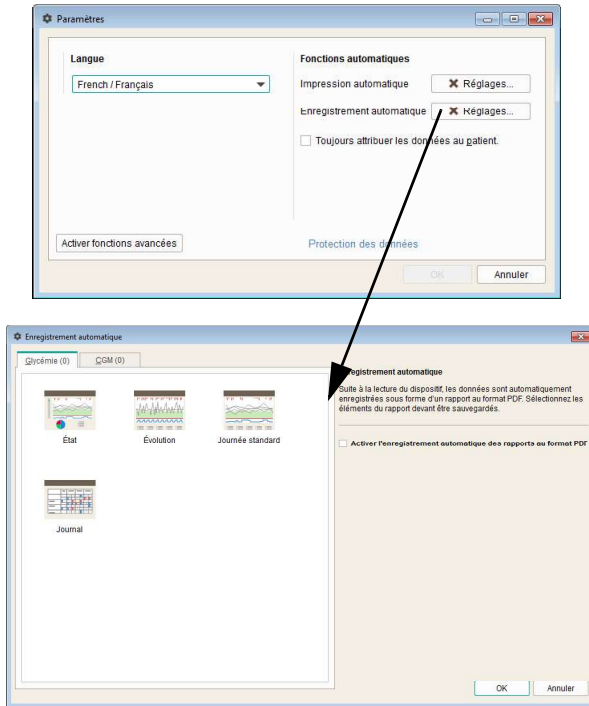 Paramètres
Langue
French / Français
Fonctions automatiques
Impression automatique
Réglages...
Enregistrement automatique
Réglages...
Toujours attribuer les données au patient.
Activer fonctions avancées
Protection des données
OK
Annuler
Enregistrement automatique
Glycémie (0)
CGM (0)
État
Évolution
Journée standard
Journal
Enregistrement automatique
Suite à la lecture du dispositif, les données sont automatiquement
enregistrées sous forme d'un rapport au format PDF. Sélectionnez les
éléments du rapport devant être sauvegardés.
Activer l'enregistrement automatique des rapports au format PDF
OK
Annuler